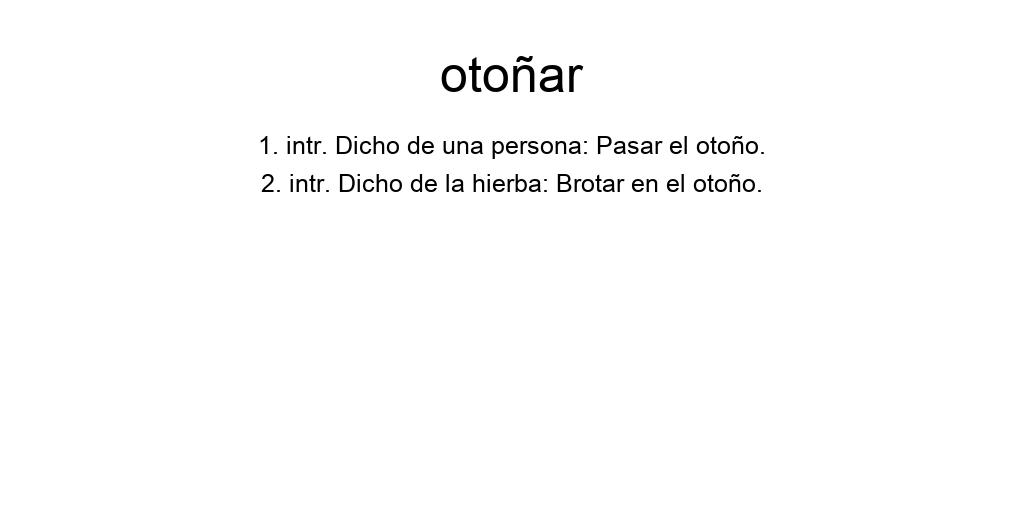 otoñar
1. intr. Dicho de una persona: Pasar el otoño.
2. intr. Dicho de la hierba: Brotar en el otoño.